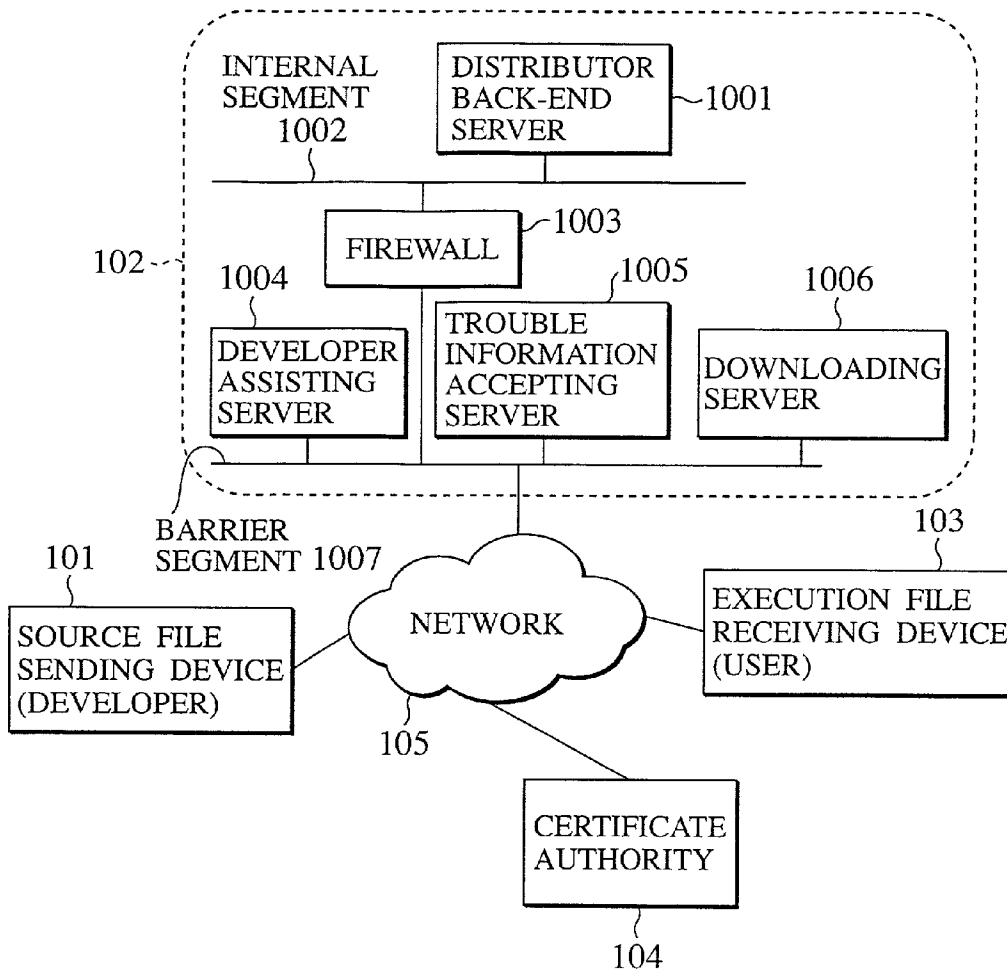 INTERNAL
SEGMENT
1002
DISTRIBUTOR
BACK-END
SERVER
1001
FIREWALL
1003
102
1004
DEVELOPER
ASSISTING
SERVER
1005
TROUBLE
INFORMATION
ACCEPTING
SERVER
1006
DOWNLOADING
SERVER
BARRIER
SEGMENT 1007
101
SOURCE FILE
SENDING DEVICE
(DEVELOPER)
NETWORK
105
103
EXECUTION FILE
RECEIVING DEVICE
(USER)
CERTIFICATE
AUTHORITY
104